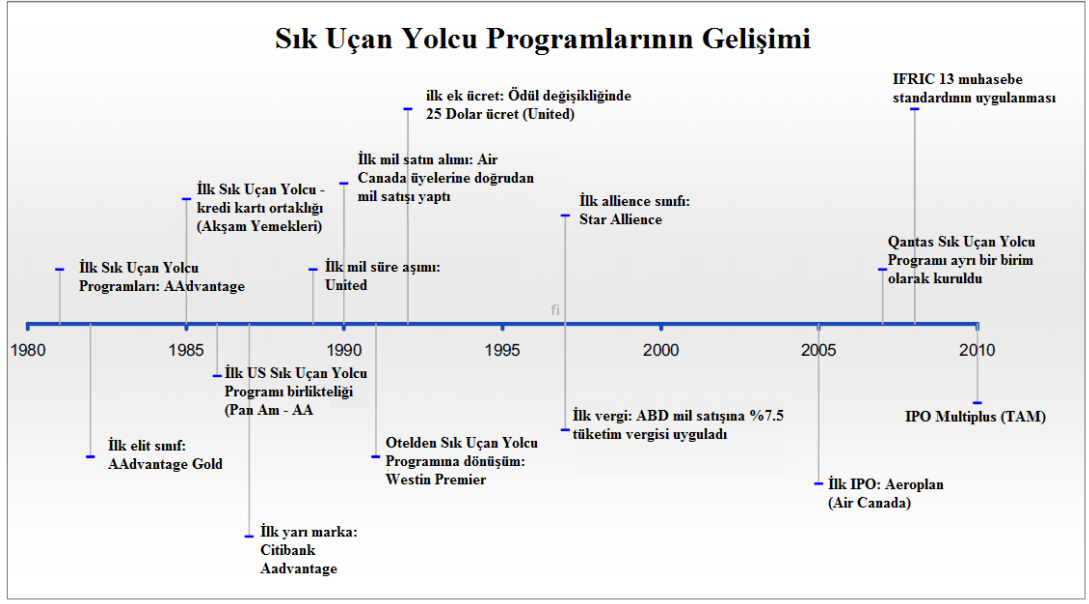 Sık Uçan Yolcu Programlarının Gelişimi
IFRIC 13 muhasebe
standardının uygulanması
ilk ek ücret: Ödül değişikliğinde
25 Dolar ücret (United)
İlk mil satın alımı: Air
Canada üyelerine doğrudan
mil satışı yaptı
İlk Sık Uçan Yolcu -
kredi kartı ortaklığı
(Akşam Yemekleri)
İlk allience sınıfı:
Star Allience
Qantas Sık Uçan Yolcu
Programı ayrı bir birim
olarak kuruldu
İlk Sık Uçan Yolcu
Programları: AAdvantage
İlk mil süre aşımı:
United
fi
1980 1985 1990 1995 2000 2005 2010
İlk US Sık Uçan Yolcu
Programı birlikteliği
(Pan Am - AA
İlk vergi: ABD mil satışına %7.5
tüketim vergisi uyguladı
IPO Multiplus (TAM)
İlk elit sınıf:
AAdvantage Gold
Otelden Sık Uçan Yolcu
Programına dönüşüm:
Westin Premier
İlk IPO: Aeroplan
(Air Canada)
İlk yarı marka:
Citibank
Aadvantage